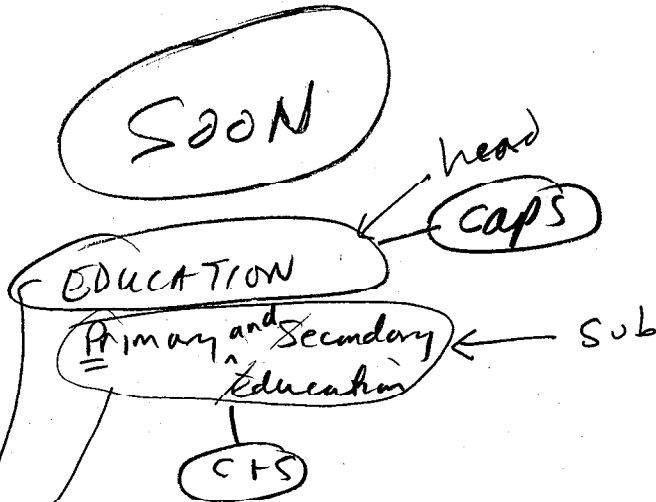 SOON
head
caps
EDUCATION
Primary and Secondary
Education
Sub
C+S